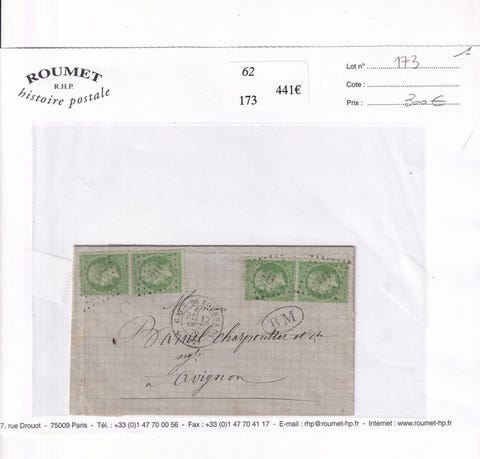 ROUMET
R.H.P.
histoire postale
62
173
441€
Lot n° 173
Cote :
Prix : 300€
BM
à Avignon
7, rue Drouot - 75009 Paris - Tél. : +33 (0)1 47 70 00 56 - Fax : +33 (0)1 47 70 41 17 - E-mail : rhp@roumet-hp.fr - Internet : www.roumet-hp.fr